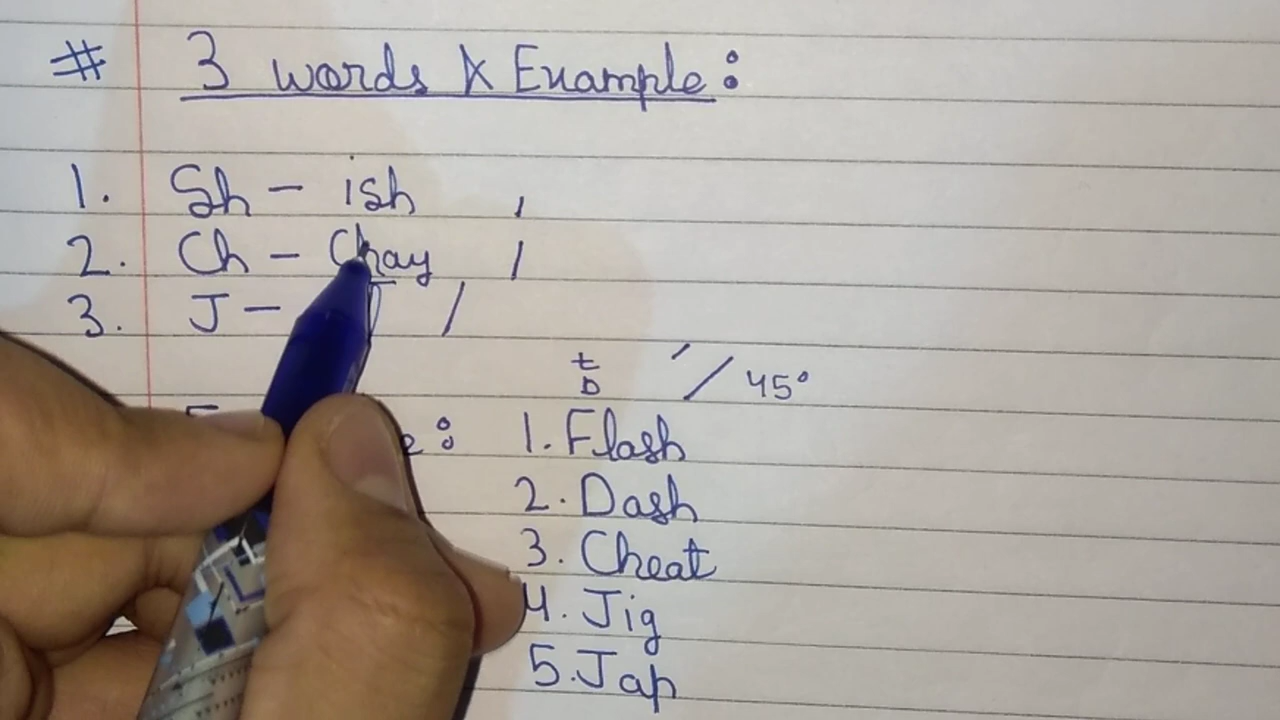 # 3 words & Example:
1. Sh - ish ,
2. Ch - Chay /
3. J - /
t / 45°
D
: 1. Flash
2. Dash
3. Cheat
4. Jig
5. Jap